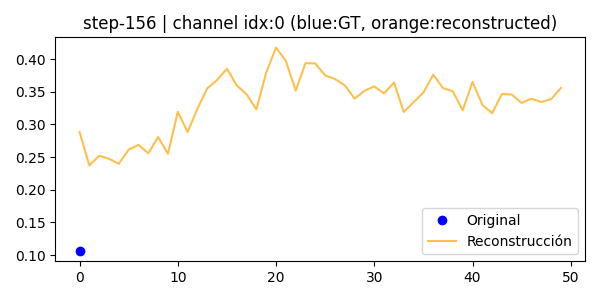 step-156 | channel idx:0 (blue:GT, orange:reconstructed)
0.40
0.35
0.30
0.25
0.20
0.15
0.10
0 10 20 30 40 50
Original
Reconstrucción